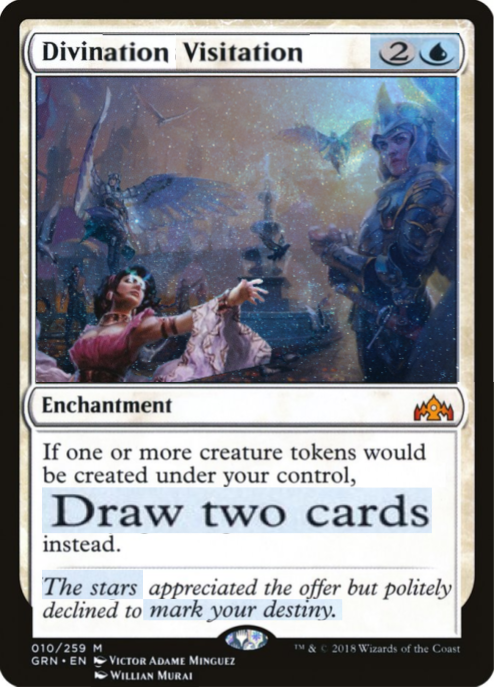 Divination Visitation 2
Enchantment
If one or more creature tokens would
be created under your control,
Draw two cards
instead.
The stars appreciated the offer but politely
declined to mark your destiny.
010/259 M
GRN • EN VICTOR ADAME MINGUEZ
WILLIAN MURAI
™ & © 2018 Wizards of the Coast